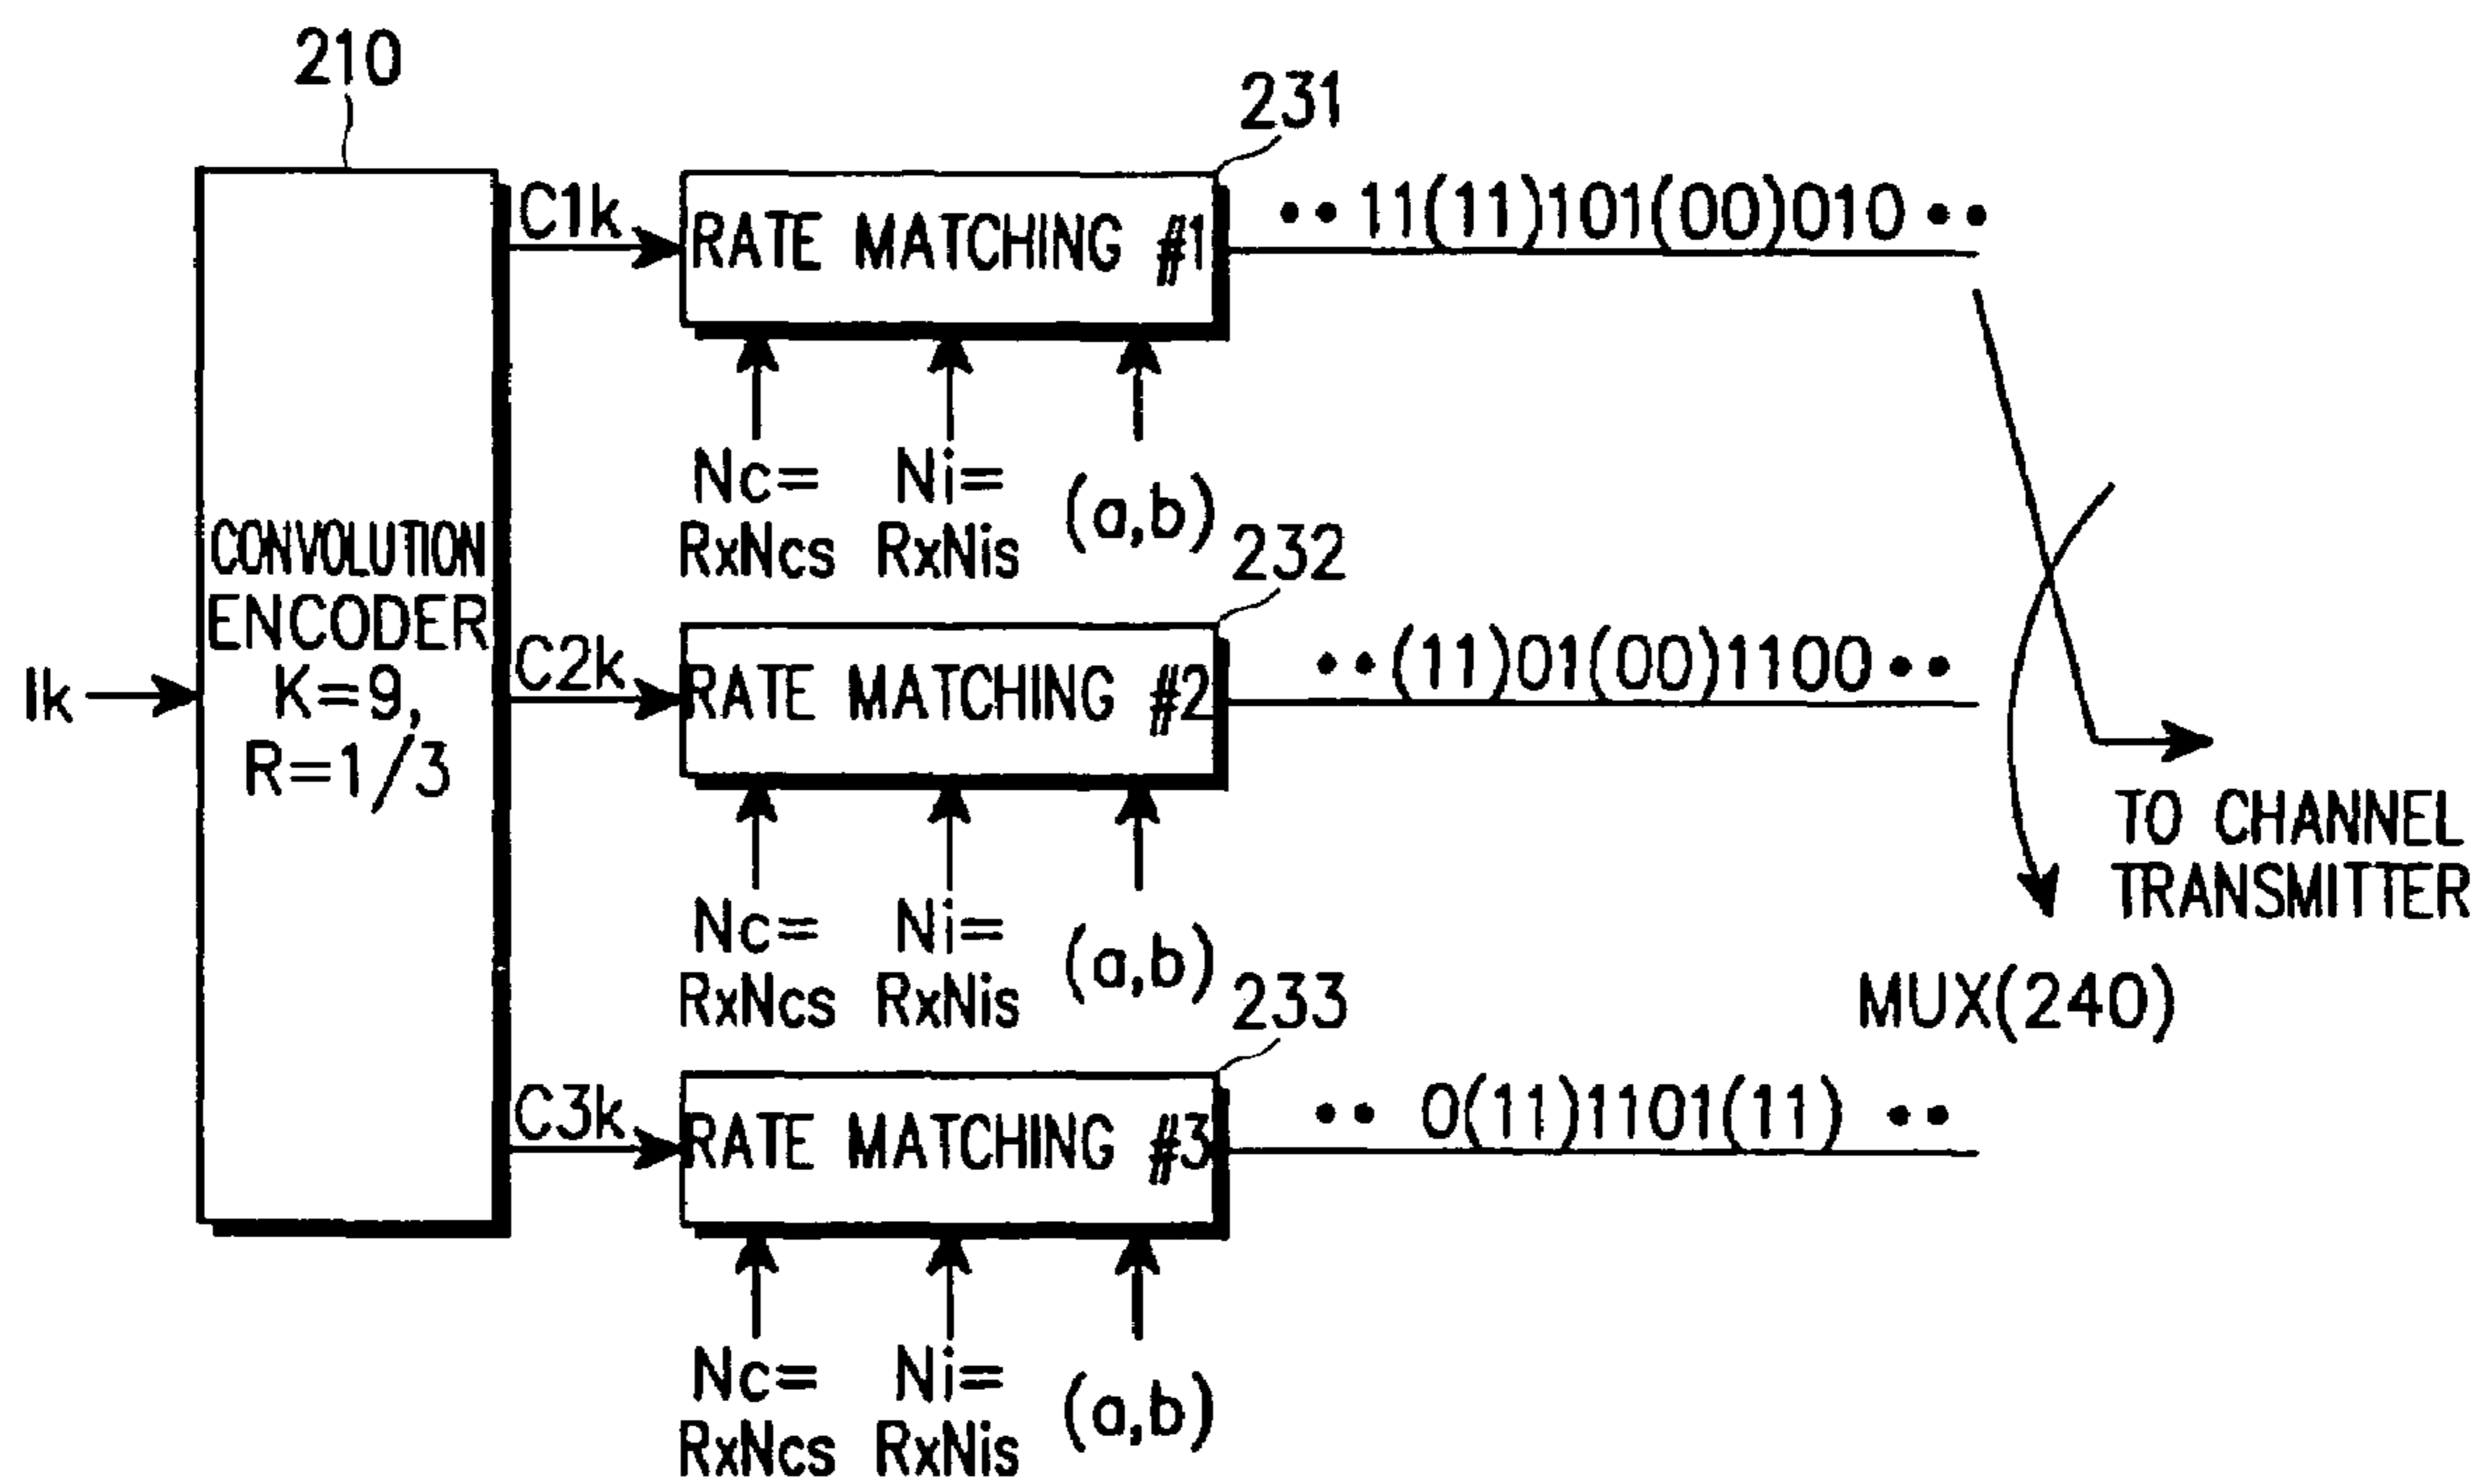 210
Ik
CONVOLUTION
ENCODER
K=9,
R=1/3
C1k
RATE MATCHING #1
231
••11(11)101(00)010••
Nc=
RxNcs
Ni=
RxNis
(a,b)
C2k
RATE MATCHING #2
232
••(11)01(00)1100••
Nc=
RxNcs
Ni=
RxNis
(a,b)
C3k
RATE MATCHING #3
233
•• 0(11)1101(11) ••
Nc=
RxNcs
Ni=
RxNis
(a,b)
TO CHANNEL
TRANSMITTER
MUX(240)